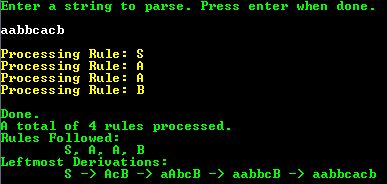 Enter a string to parse. Press enter when done.
aabbcacb
Processing Rule: S
Processing Rule: A
Processing Rule: A
Processing Rule: B
Done.
A total of 4 rules processed.
Rules Followed:
S, A, A, B
Leftmost Derivations:
S -> AcB -> aAbcB -> aabbcB -> aabbcacb